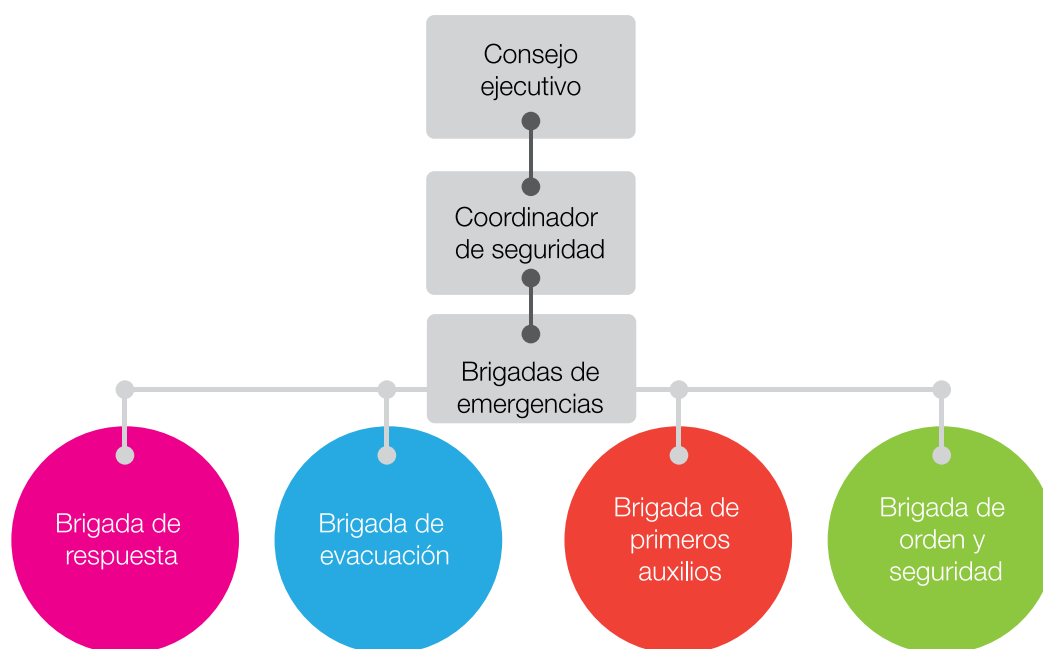 Consejo
ejecutivo
Coordinador
de seguridad
Brigadas de
emergencias
Brigada de
respuesta
Brigada de
evacuación
Brigada de
primeros
auxilios
Brigada de
orden y
seguridad